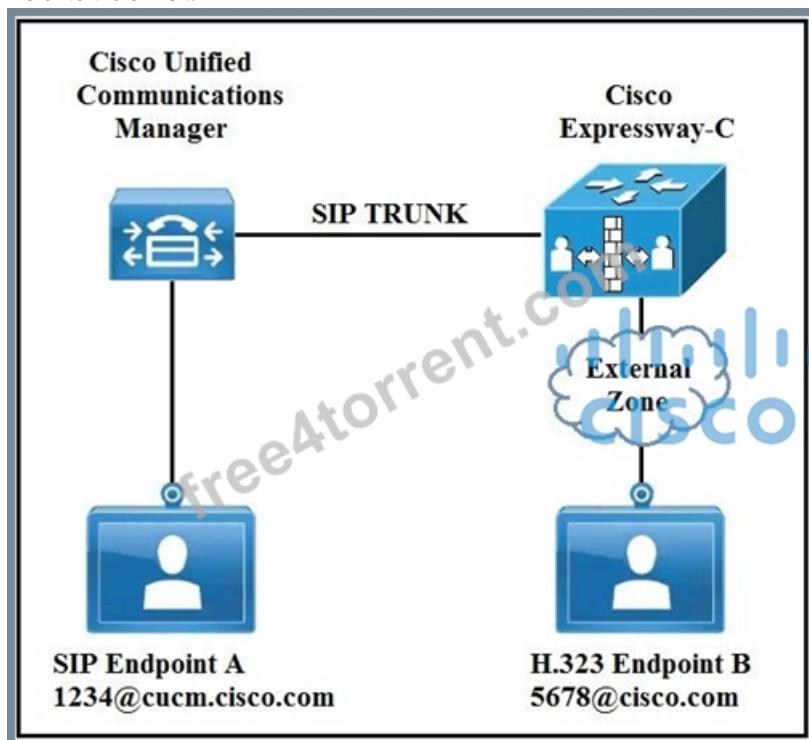 Cisco Unified
Communications
Manager
Cisco
Expressway-C
SIP TRUNK
External
Zone
cisco
free4torrent.com
SIP Endpoint A
1234@cucm.cisco.com
H.323 Endpoint B
5678@cisco.com